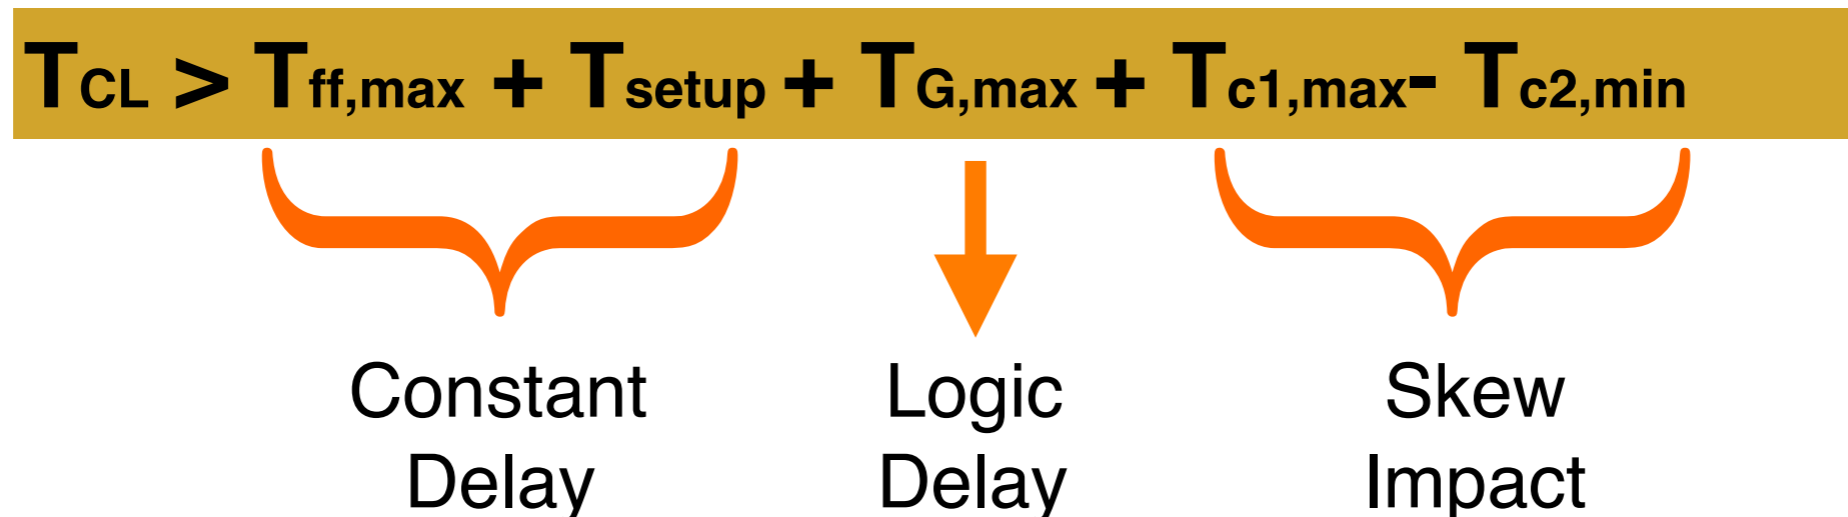 TCL > Tff,max + Tsetup + TG,max + Tc1,max- Tc2,min
Constant Logic Skew
Delay Delay Impact